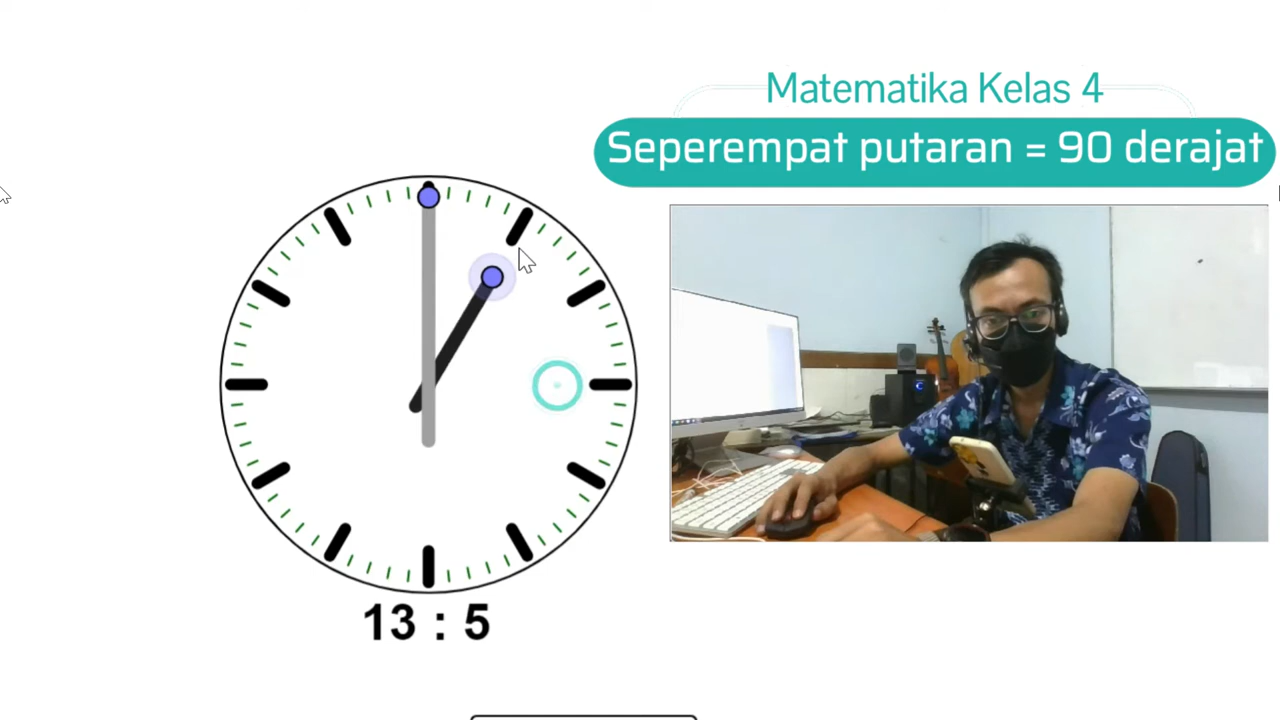 Matematika Kelas 4
Seperempat putaran = 90 derajat
13 : 5